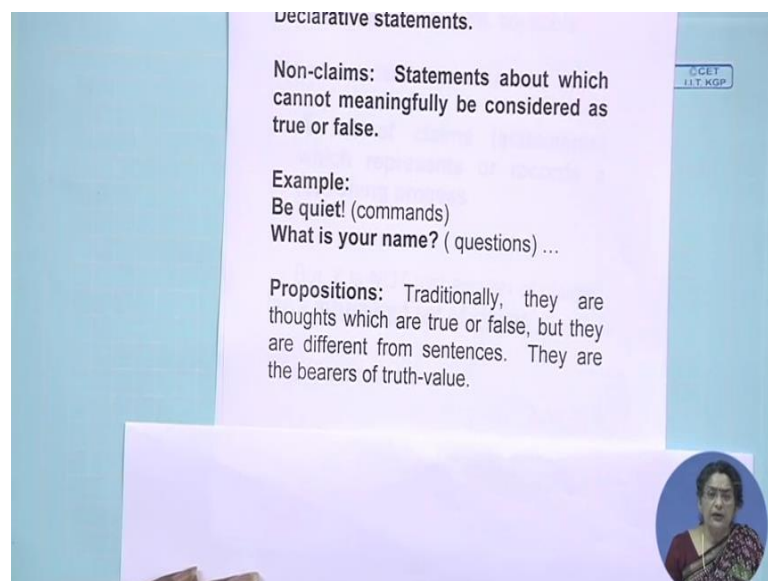 Declarative statements.
Non-claims: Statements about which
cannot meaningfully be considered as
true or false.
Example:
Be quiet! (commands)
What is your name? ( questions) ...
Propositions: Traditionally, they are
thoughts which are true or false, but they
are different from sentences. They are
the bearers of truth-value.
©CET
I.I.T. KGP